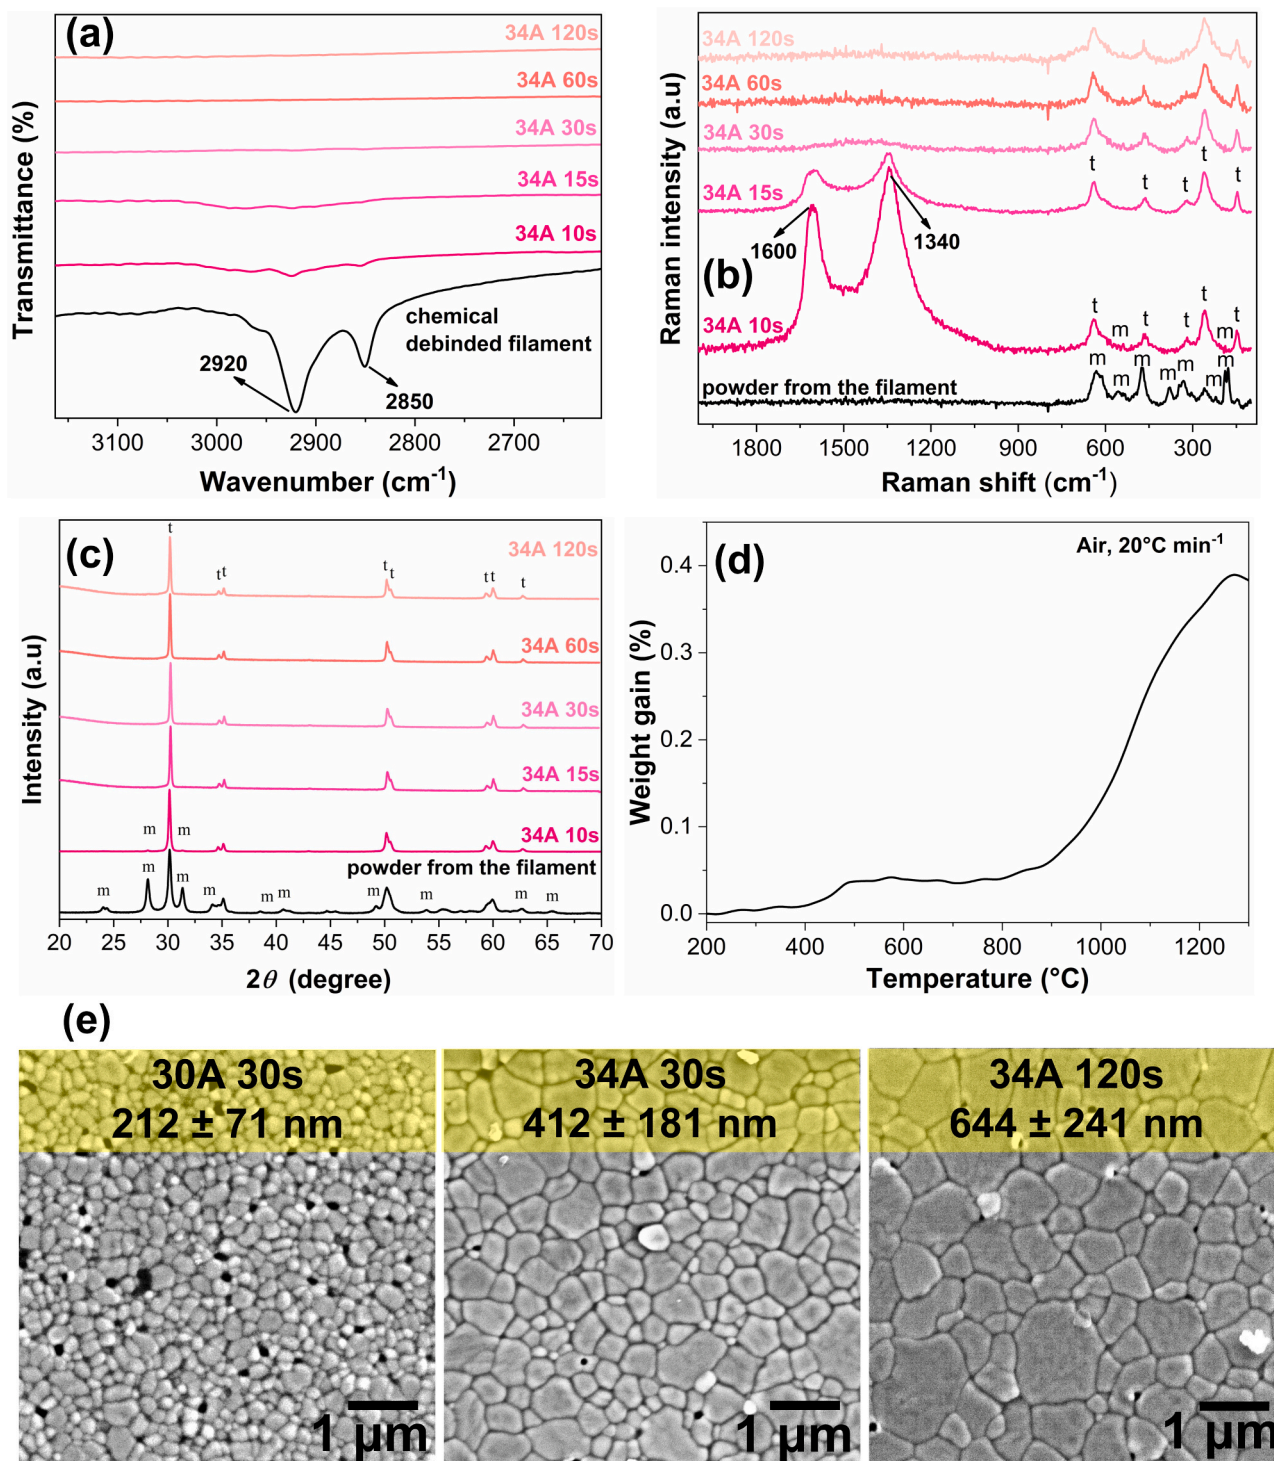 (a)
34A 120s
34A 60s
34A 30s
34A 15s
34A 10s
chemical
debinded filament
2920
2850
Transmittance (%)
3100 3000 2900 2800 2700
Wavenumber (cm-1)
34A 120s
34A 60s
34A 30s
34A 15s
t t t t t
1600
1340
(b)
34A 10s
t m t t t m t
powder from the filament
m m m m m m m
Raman intensity (a.u)
1800 1500 1200 900 600 300
Raman shift (cm-1)
(c)
t
34A 120s
t t t t t t t
34A 60s
34A 30s
34A 15s
34A 10s
m m
powder from the filament
m m m m m m m m m m
Intensity (a.u)
20 25 30 35 40 45 50 55 60 65 70
2θ (degree)
(d)
Air, 20°C min-1
0.4
0.3
0.2
0.1
0.0
Weight gain (%)
200 400 600 800 1000 1200
Temperature (°C)
(e)
30A 30s
212 ± 71 nm
1 µm
34A 30s
412 ± 181 nm
1 µm
34A 120s
644 ± 241 nm
1 µm